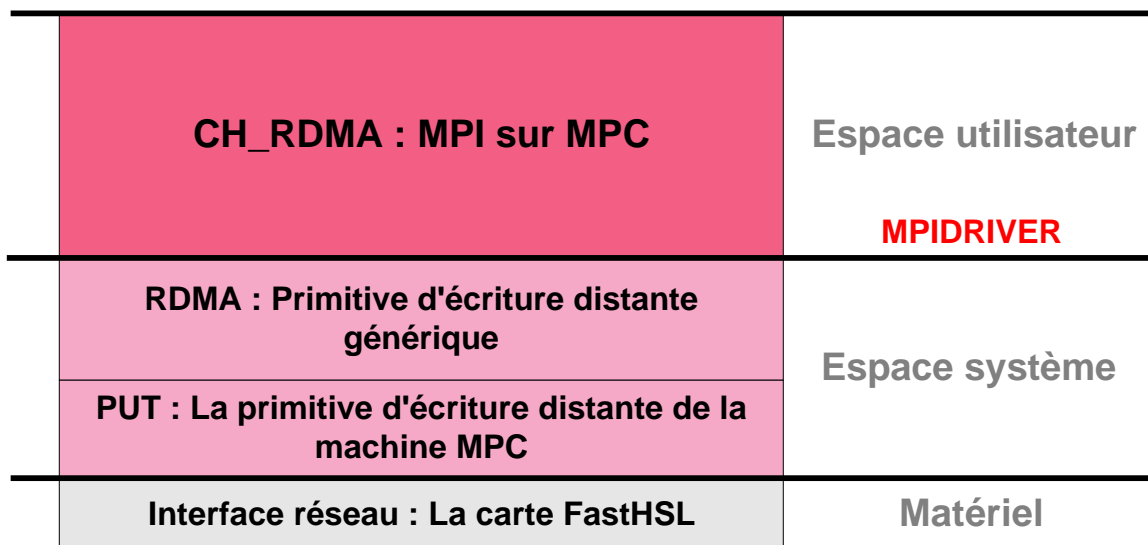 CH_RDMA : MPI sur MPC
Espace utilisateur
MPIDRIVER
RDMA : Primitive d'écriture distante
générique
Espace système
PUT : La primitive d'écriture distante de la
machine MPC
Interface réseau : La carte FastHSL
Matériel